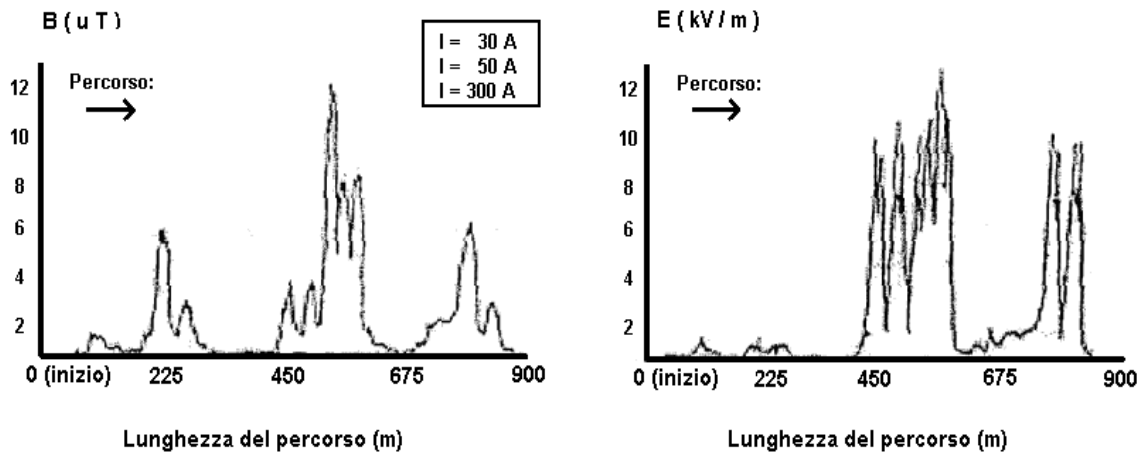 B ( u T )
I = 30 A
I = 50 A
I = 300 A
Percorso:
12
10
8
6
4
2
0 (inizio) 225 450 675 900
Lunghezza del percorso (m)
E ( kV / m )
Percorso:
12
10
8
6
4
2
0 (inizio) 225 450 675 900
Lunghezza del percorso (m)